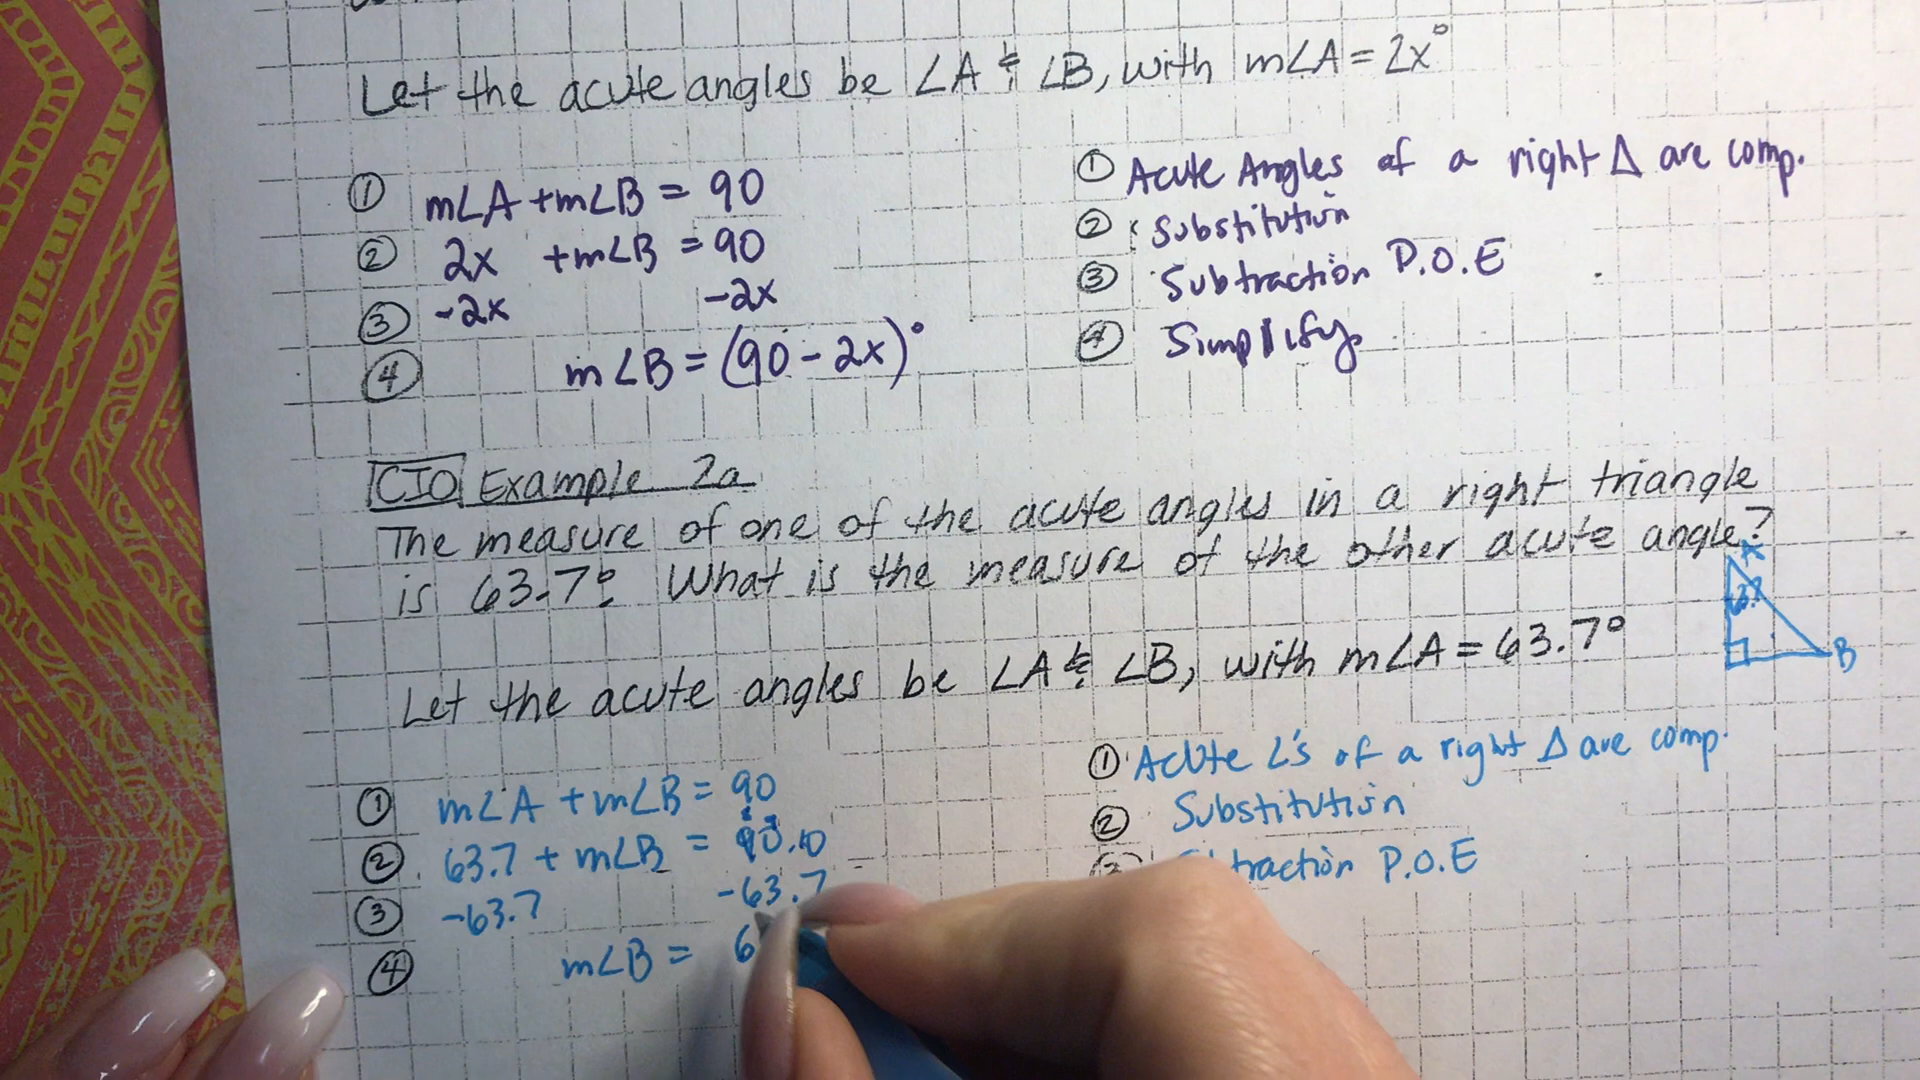 Let the acute angles be ∠A & ∠B, with m∠A = 2x°
① m∠A + m∠B = 90
② 2x + m∠B = 90
③ -2x -2x
④ m∠B = (90 - 2x)°
① Acute Angles of a right Δ are comp.
② Substitution
③ Subtraction P.O.E
④ Simplify
CIO Example 2a
The measure of one of the acute angles in a right triangle
is 63.7°. What is the measure of the other acute angle?
63.7
B
Let the acute angles be ∠A & ∠B, with m∠A = 63.7°
① m∠A + m∠B = 90
② 63.7 + m∠B = 90.10
③ -63.7 -63.7
④ m∠B = 6
① Acute ∠'s of a right Δ are comp.
② Substitution
③ traction P.O.E